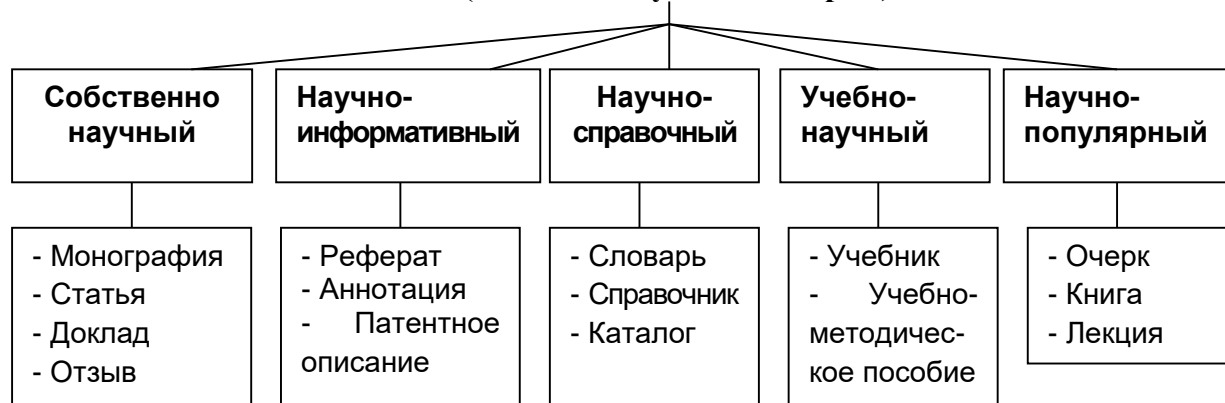 Собственно
научный
Научно-
информативный
Научно-
справочный
Учебно-
научный
Научно-
популярный
- Монография
- Статья
- Доклад
- Отзыв
- Реферат
- Аннотация
- Патентное
описание
- Словарь
- Справочник
- Каталог
- Учебник
- Учебно-
методичес-
кое пособие
- Очерк
- Книга
- Лекция